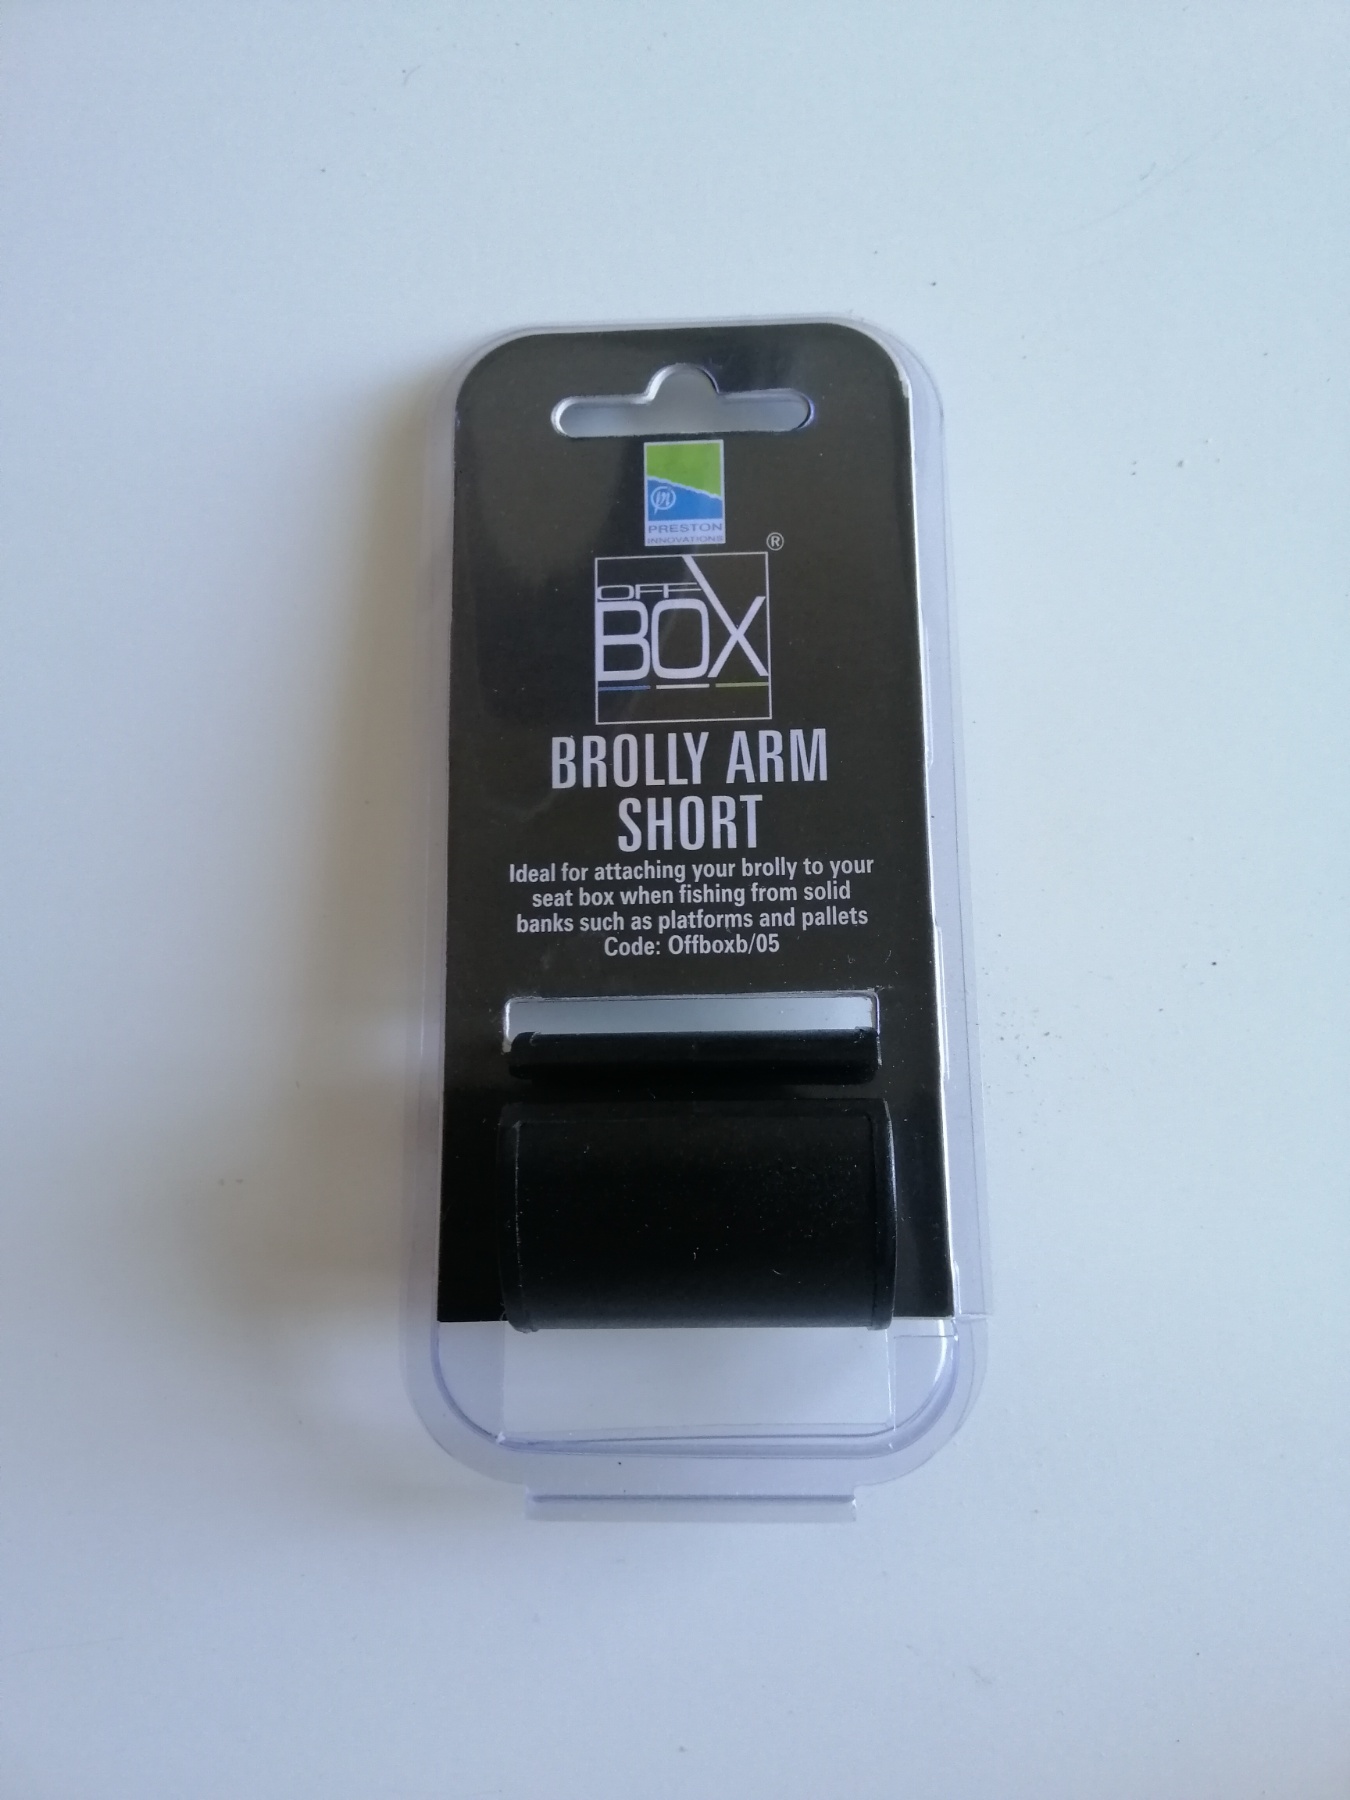 PRESTON
INNOVATIONS
®
OFF
BOX
BROLLY ARM
SHORT
Ideal for attaching your brolly to your
seat box when fishing from solid
banks such as platforms and pallets
Code: Offboxb/05